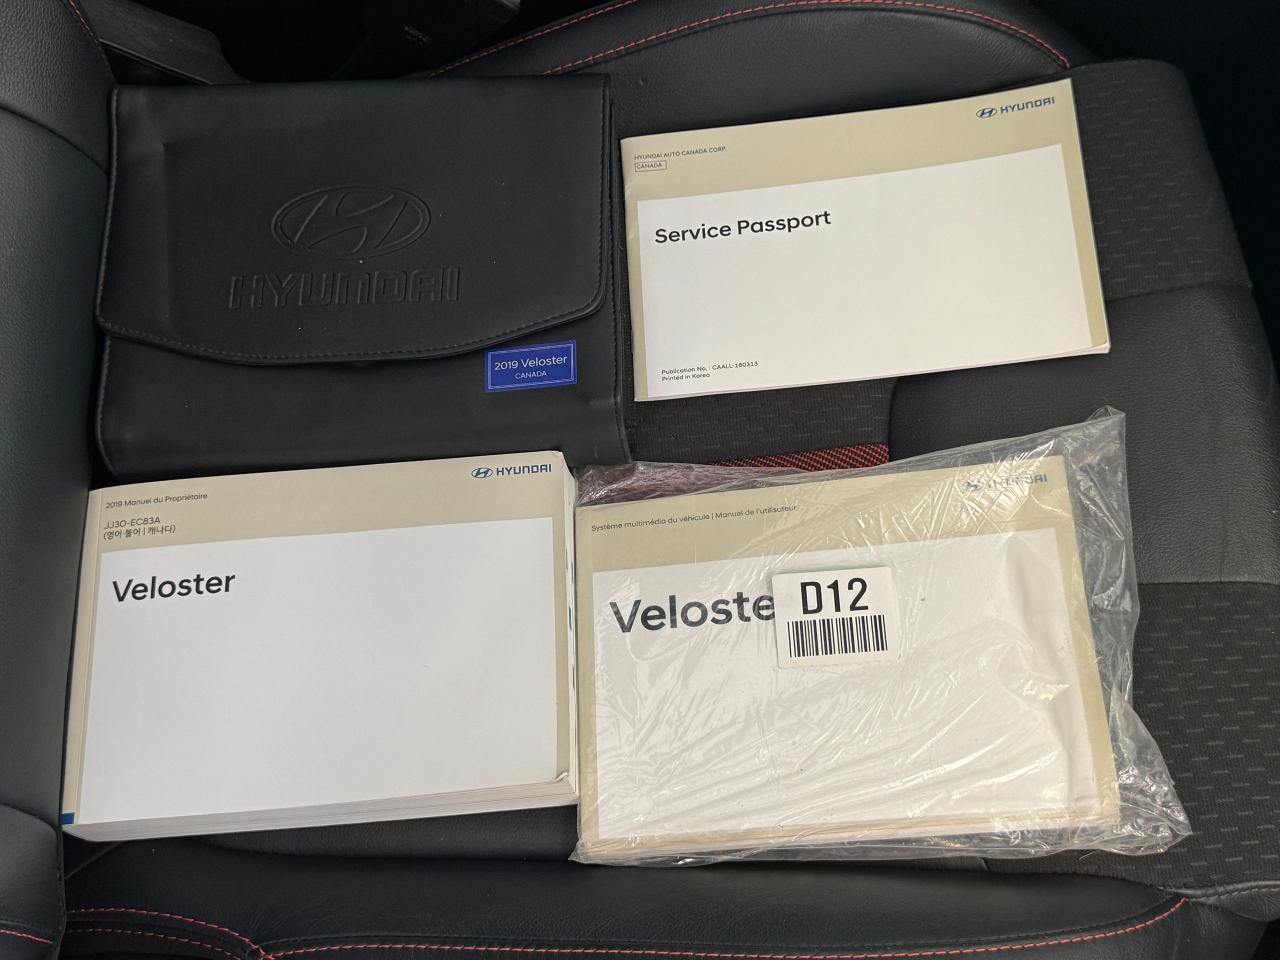 HYUNDAI
2019 Veloster
CANADA
HYUNDAI
HYUNDAI AUTO CANADA CORP.
CANADA
Service Passport
Publication No. : CAALL-180313
Printed in Korea
HYUNDAI
2019 Manuel du Propriétaire
JJ3O-EC83A
(영어·불어 | 캐나다)
Veloster
HYUNDAI
Système multimédia du véhicule | Manuel de l'utilisateur
Veloste
D12